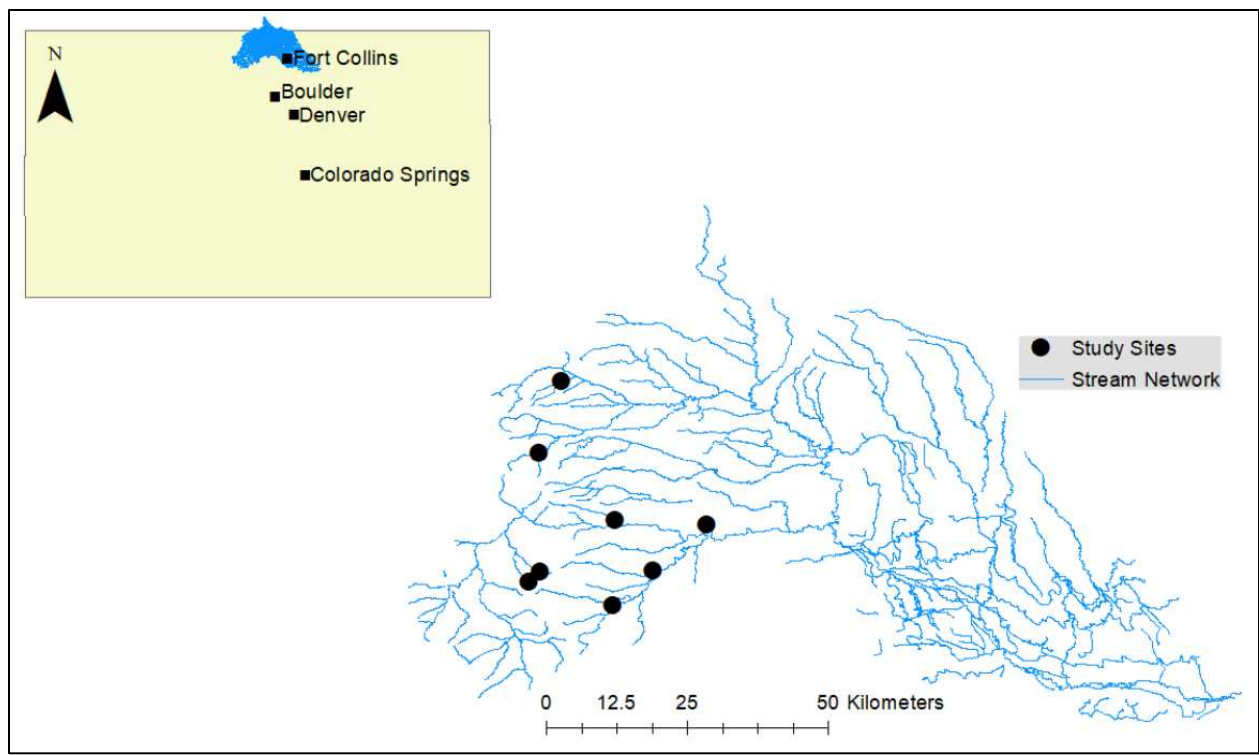 N
Fort Collins
Boulder
Denver
Colorado Springs
Study Sites
Stream Network
0 12.5 25 50 Kilometers